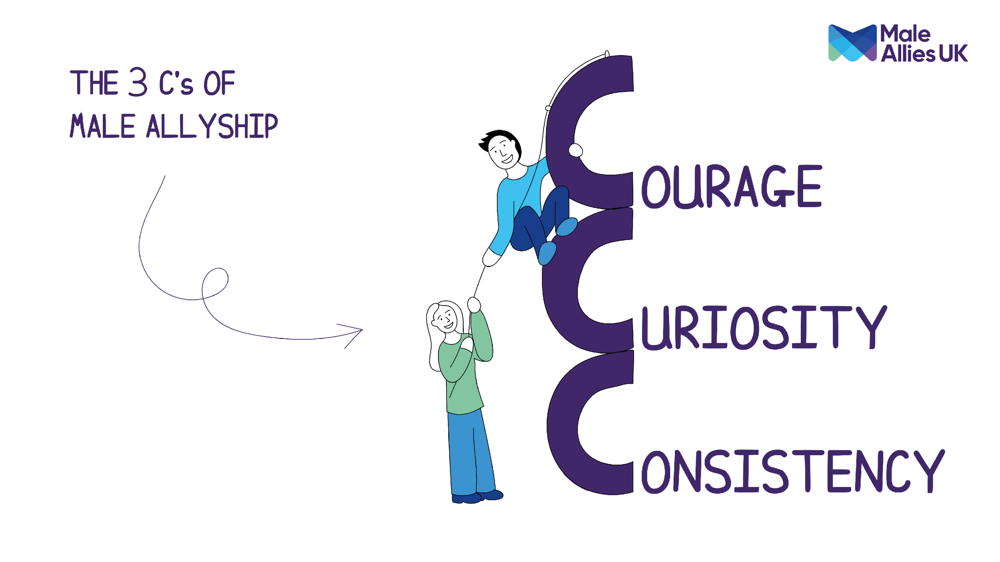 Male
Allies UK
THE 3 C's OF
MALE ALLYSHIP
COURAGE
CURIOSITY
CONSISTENCY